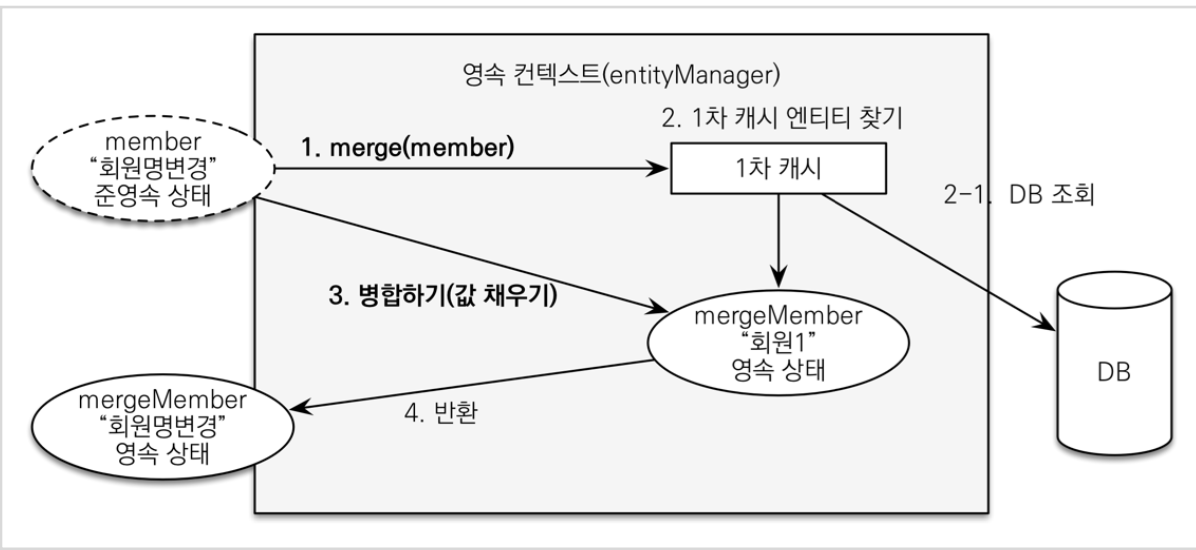 영속 컨텍스트(entityManager)
2. 1차 캐시 엔티티 찾기
member
“회원명변경”
준영속 상태
1. merge(member)
1차 캐시
2-1. DB 조회
3. 병합하기(값 채우기)
mergeMember
“회원1”
영속 상태
DB
mergeMember
“회원명변경”
영속 상태
4. 반환